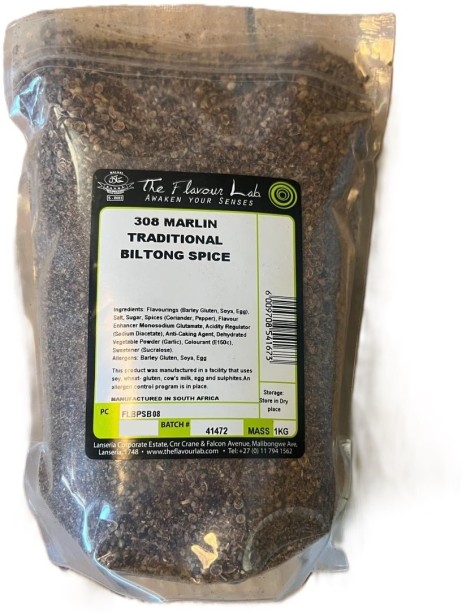 The Flavour Lab
AWAKEN YOUR SENSES
308 MARLIN
TRADITIONAL
BILTONG SPICE
Ingredients: Flavourings (Barley Gluten, Soya, Egg),
Salt, Sugar, Spices (Coriander, Pepper), Flavour
Enhancer Monosodium Glutamate, Acidity Regulator
(Sodium Diacetate), Anti-Caking Agent, Dehydrated
Vegetable Powder (Garlic), Colourant (E150c),
Sweetener (Sucralose).
Allergens: Barley Gluten, Soya, Egg
This product was manufactured in a facility that uses
soy, wheat- gluten, cow's milk, egg and sulphites.An
allergen control program is in place.
MANUFACTURED IN SOUTH AFRICA
6 009708 541673
Storage:
Store in Dry
place
PC FLBPSB08
BATCH # 41472 MASS 1KG
Lanseria Corporate Estate, Cnr Crane & Falcon Avenue, Malibongwe Ave,
Lanseria, 1748 • www.theflavourlab.com • Tel:+27 (0) 11 794 1562